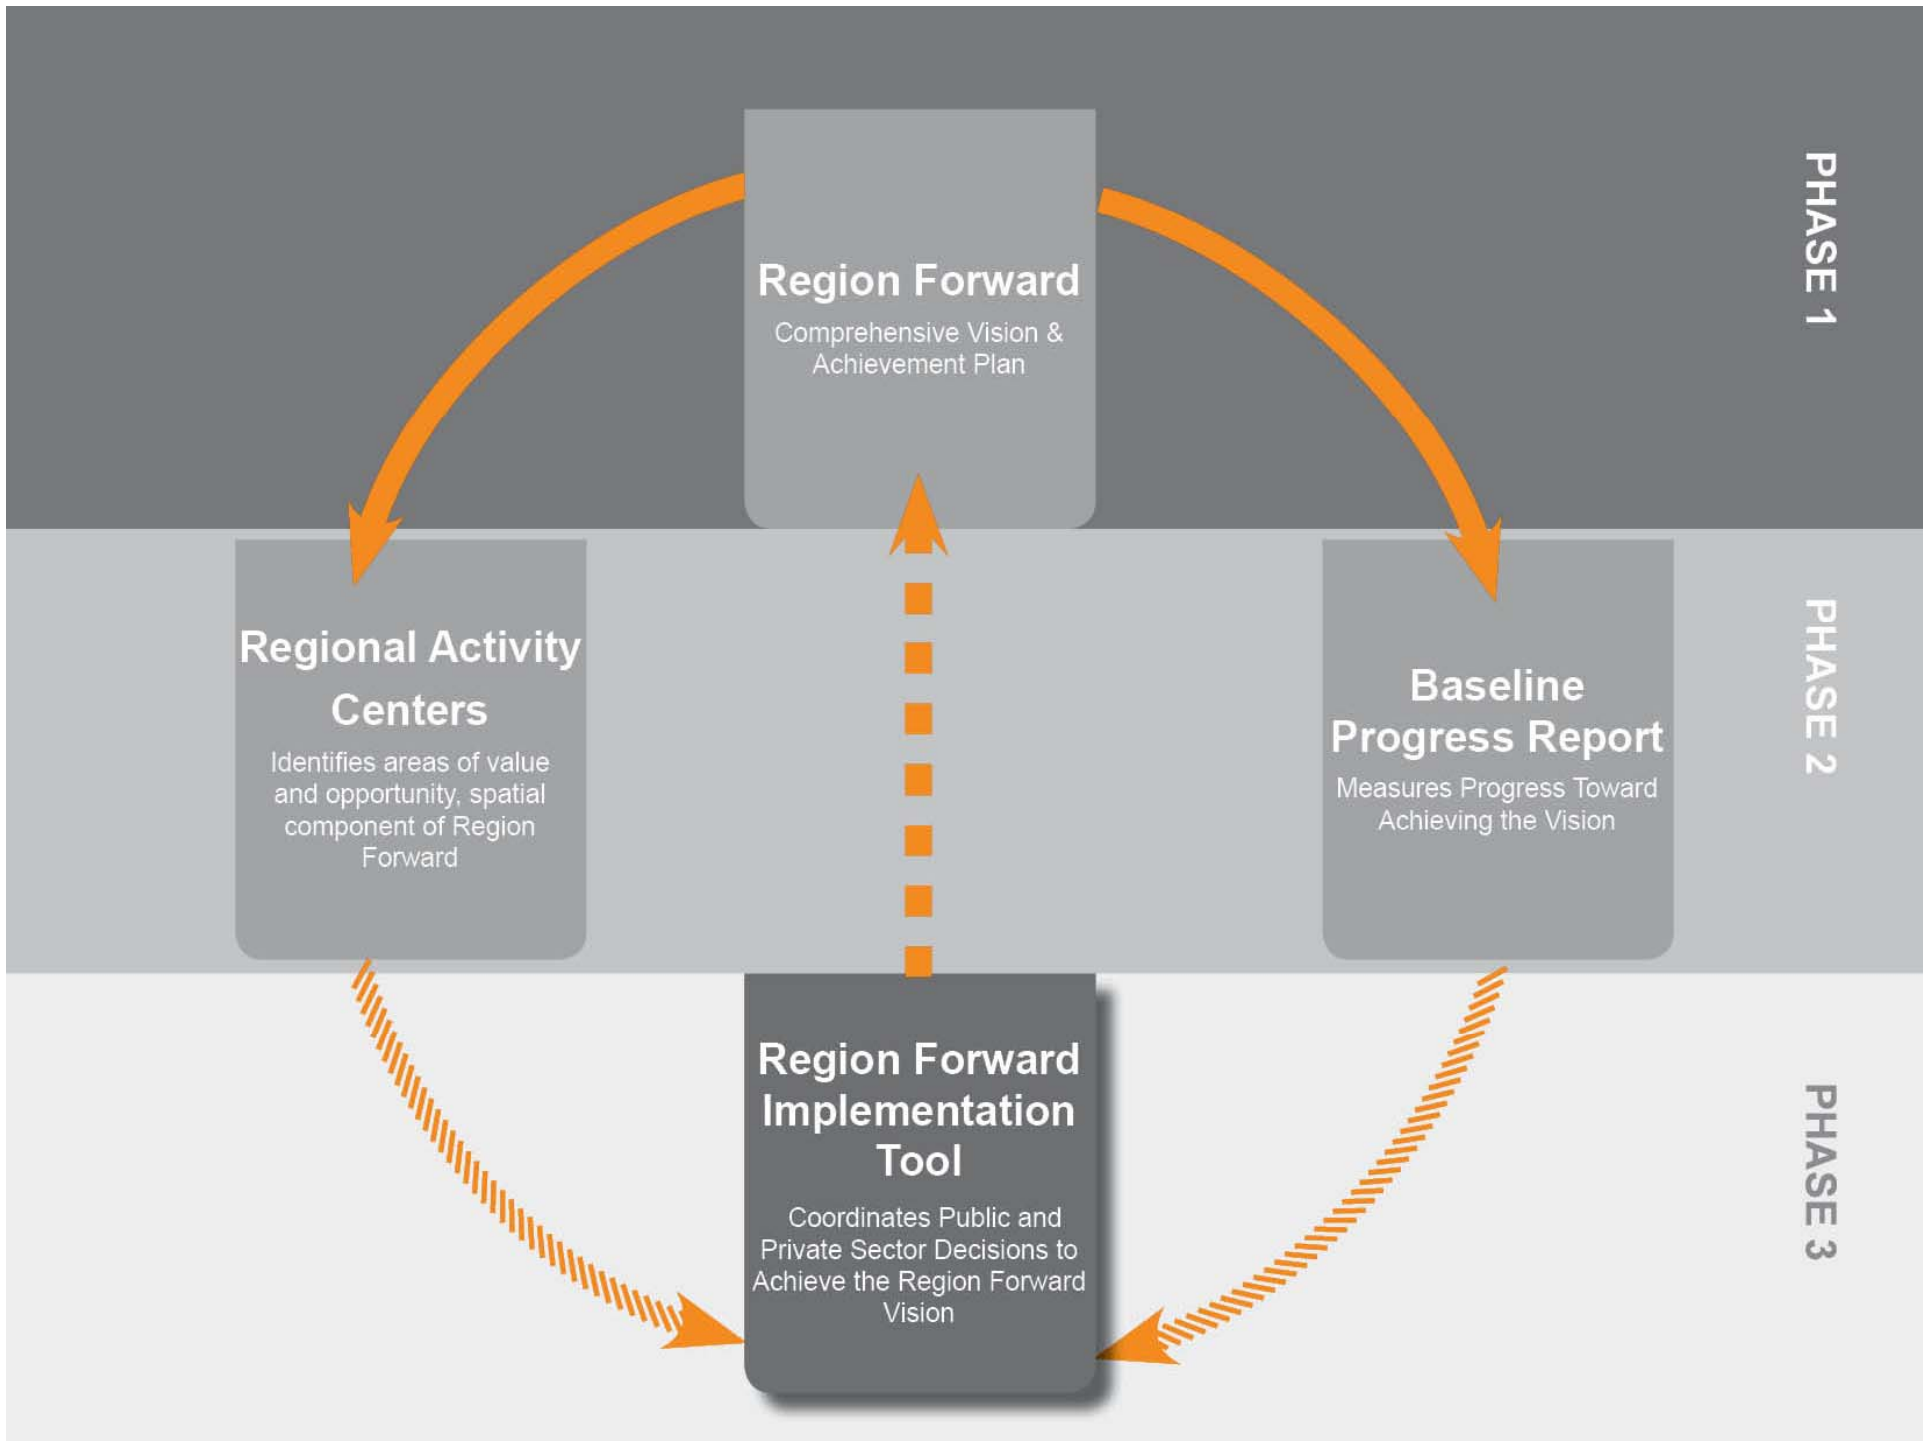 PHASE 1
Region Forward
Comprehensive Vision &
Achievement Plan
PHASE 2
Regional Activity
Centers
Identifies areas of value
and opportunity, spatial
component of Region
Forward
Baseline
Progress Report
Measures Progress Toward
Achieving the Vision
PHASE 3
Region Forward
Implementation
Tool
Coordinates Public and
Private Sector Decisions to
Achieve the Region Forward
Vision